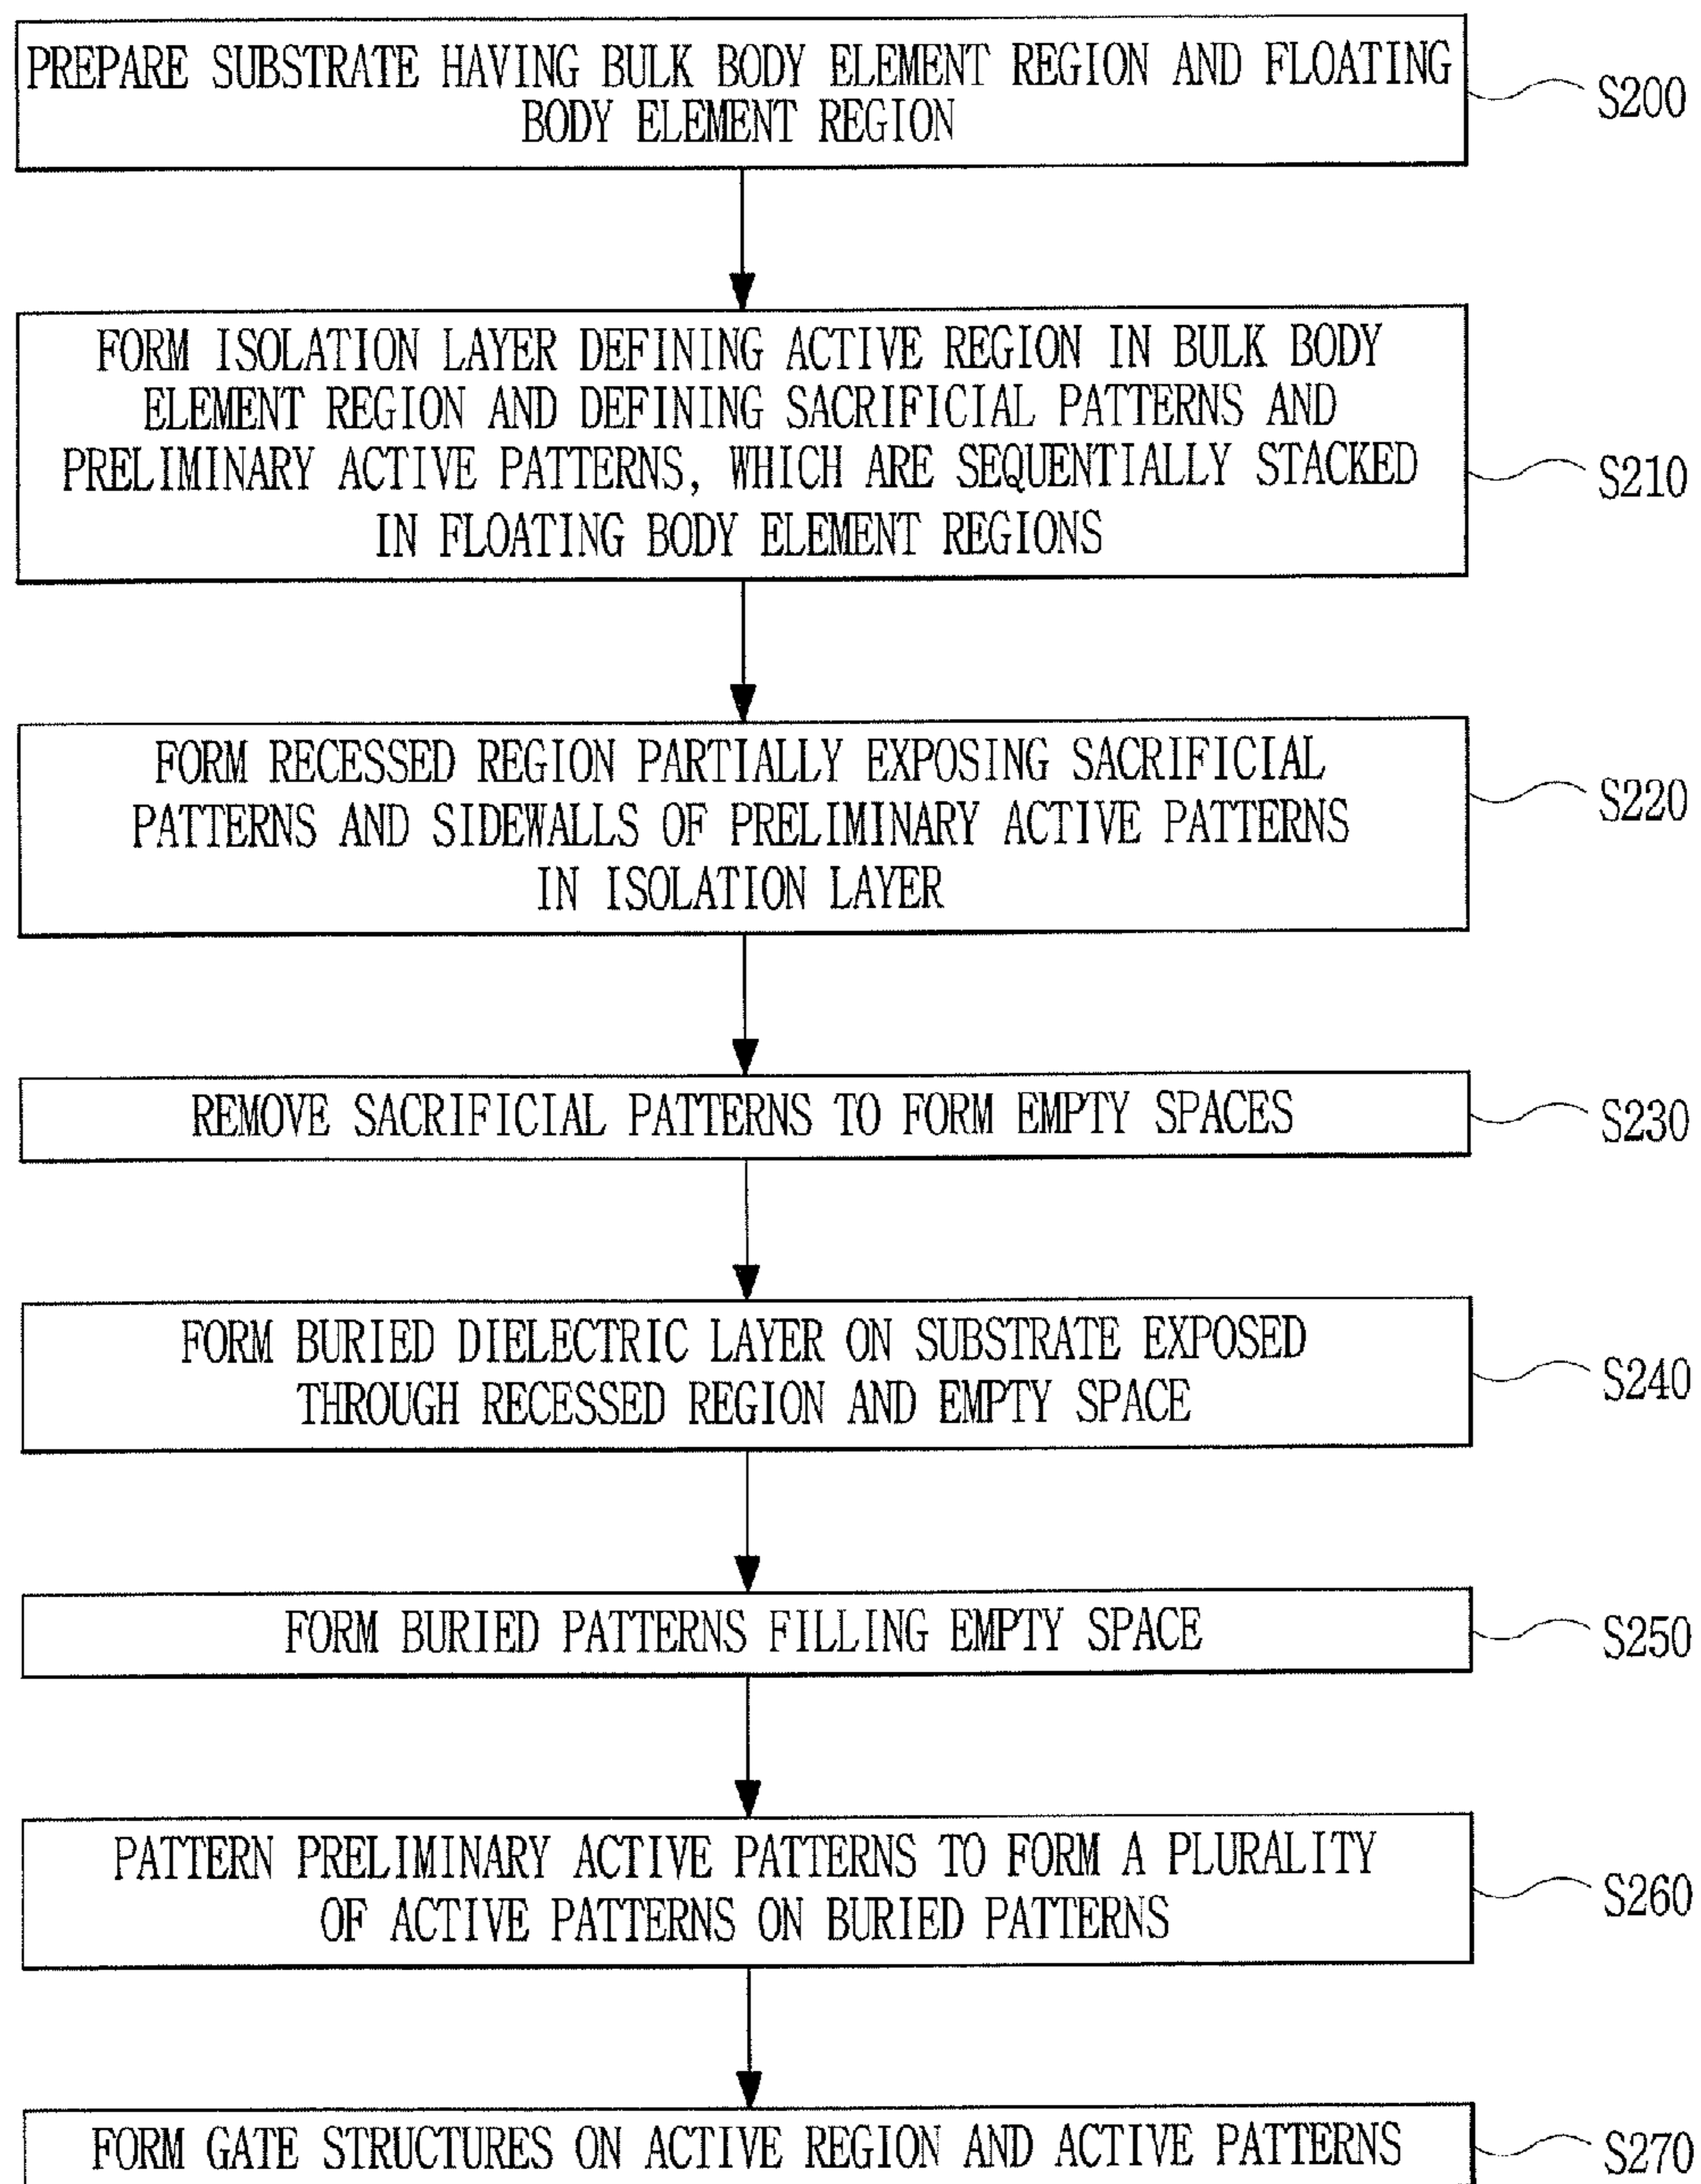 PREPARE SUBSTRATE HAVING BULK BODY ELEMENT REGION AND FLOATING
BODY ELEMENT REGION
S200
FORM ISOLATION LAYER DEFINING ACTIVE REGION IN BULK BODY
ELEMENT REGION AND DEFINING SACRIFICIAL PATTERNS AND
PRELIMINARY ACTIVE PATTERNS, WHICH ARE SEQUENTIALLY STACKED
IN FLOATING BODY ELEMENT REGIONS
S210
FORM RECESSED REGION PARTIALLY EXPOSING SACRIFICIAL
PATTERNS AND SIDEWALLS OF PRELIMINARY ACTIVE PATTERNS
IN ISOLATION LAYER
S220
REMOVE SACRIFICIAL PATTERNS TO FORM EMPTY SPACES
S230
FORM BURIED DIELECTRIC LAYER ON SUBSTRATE EXPOSED
THROUGH RECESSED REGION AND EMPTY SPACE
S240
FORM BURIED PATTERNS FILLING EMPTY SPACE
S250
PATTERN PRELIMINARY ACTIVE PATTERNS TO FORM A PLURALITY
OF ACTIVE PATTERNS ON BURIED PATTERNS
S260
FORM GATE STRUCTURES ON ACTIVE REGION AND ACTIVE PATTERNS
S270